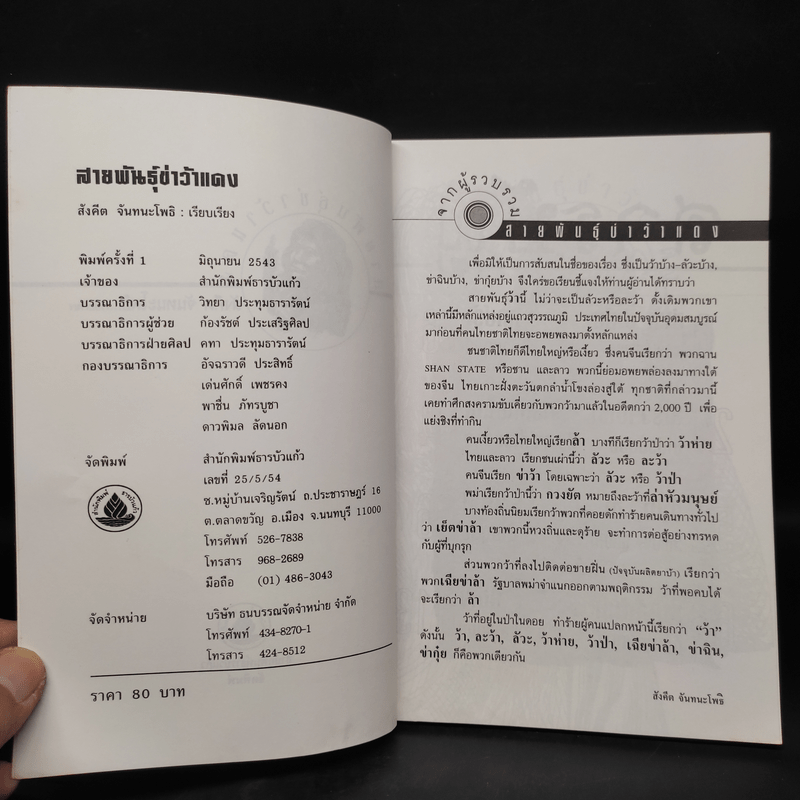 สายพันธุ์ข่าว้าแดง
สังคีต จันทนะโพธิ : เรียบเรียง
พิมพ์ครั้งที่ 1 มิถุนายน 2543
เจ้าของ สำนักพิมพ์ธารบัวแก้ว
บรรณาธิการ วิทยา ประทุมธารารัตน์
บรรณาธิการผู้ช่วย ก้องรัชต์ ประเสริฐศิลป
บรรณาธิการฝ่ายศิลป คทา ประทุมธารารัตน์
กองบรรณาธิการ อัจฉราวดี ประสิทธิ์
เด่นศักดิ์ เพชรคง
พาชื่น ภัทรบูชา
ดาวพิมล ลัดนอก
จัดพิมพ์ สำนักพิมพ์ธารบัวแก้ว
เลขที่ 25/5/54
ซ.หมู่บ้านเจริญรัตน์ ถ.ประชาราษฎร์ 16
ต.ตลาดขวัญ อ.เมือง จ.นนทบุรี 11000
โทรศัพท์ 526-7838
โทรสาร 968-2689
มือถือ (01) 486-3043
สำนักพิมพ์ ธารบัวแก้ว
จัดจำหน่าย บริษัท ธนบรรณจัดจำหน่าย จำกัด
โทรศัพท์ 434-8270-1
โทรสาร 424-8512
ราคา 80 บาท
จากผู้รวบรวม
สายพันธุ์ข่าว้าแดง
เพื่อมิให้เป็นการสับสนในชื่อของเรื่อง ซึ่งเป็นว้าบ้าง-ลัวะบ้าง,
ข่าฉินบ้าง, ข่ากุ๋ยบ้าง จึงใคร่ขอเรียนชี้แจงให้ท่านผู้อ่านได้ทราบว่า
สายพันธุ์ว้านี้ ไม่ว่าจะเป็นลัวะหรือละว้า ดั้งเดิมพวกเขา
เหล่านี้มีหลักแหล่งอยู่แถวสุวรรณภูมิ ประเทศไทยในปัจจุบันอุดมสมบูรณ์
มาก่อนที่คนไทยชาติไทยจะอพยพลงมาตั้งหลักแหล่ง
ชนชาติไทยก็ดีไทยใหญ่หรือเงี้ยว ซึ่งคนจีนเรียกว่า พวกฉาน
SHAN STATE หรือชาน และลาว พวกนี้ย่อมอพยพล่องลงมาทางใต้
ของจีน ไทยเกาะฝั่งตะวันตกลำน้ำโขงล่องสู่ใต้ ทุกชาติที่กล่าวมานี้
เคยทำศึกสงครามขับเคี่ยวกับพวกว้ามาแล้วในอดีตกว่า 2,000 ปี เพื่อ
แย่งชิงที่ทำกิน
คนเงี้ยวหรือไทยใหญ่เรียกล้า บางทีก็เรียกว้าป่าว่า ว้าห่าย
ไทยและลาว เรียกชนเผ่านี้ว่า ลัวะ หรือ ละว้า
คนจีนเรียก ข่าว้า โดยเฉพาะว่า ลัวะ หรือ ว้าป่า
พม่าเรียกว้าป่านี้ว่า กวงยัต หมายถึงละว้าที่ล่าหัวมนุษย์
บางท้องถิ่นนิยมเรียกว้าพวกที่คอยดักทำร้ายคนเดินทางทั่วไป
ว่า เย็ตข่าล้า เขาพวกนี้หวงถิ่นและดุร้าย จะทำการต่อสู้อย่างทรหด
กับผู้ที่บุกรุก
ส่วนพวกว้าที่ลงไปติดต่อขายฝิ่น (ปัจจุบันผลิตยาบ้า) เรียกว่า
พวกเฉียข่าล้า รัฐบาลพม่าจำแนกออกตามพฤติกรรม ว้าที่พอคบได้
จะเรียกว่า ล้า
ว้าที่อยู่ในป่าในดอย ทำร้ายผู้คนแปลกหน้านี้เรียกว่า “ว้า”
ดังนั้น ว้า, ละว้า, ลัวะ, ว้าห่าย, ว้าป่า, เฉียข่าล้า, ข่าฉิน,
ข่ากุ๋ย ก็คือพวกเดียวกัน
สังคีต จันทนะโพธิ